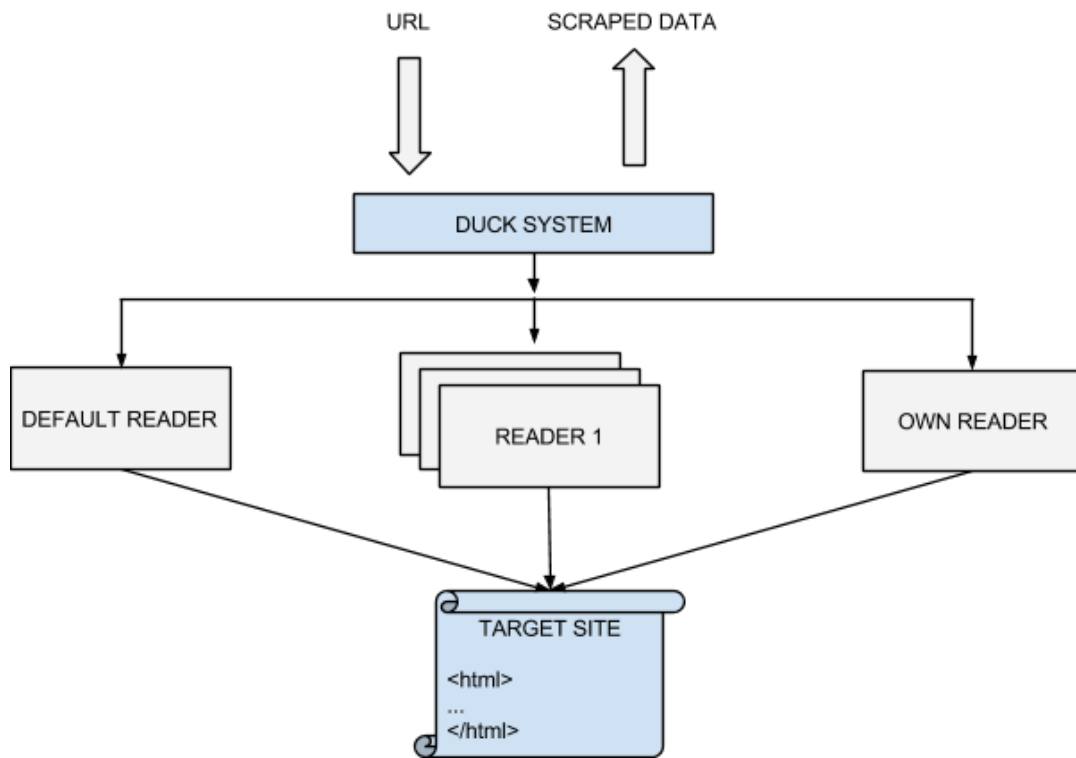 URL
SCRAPED DATA
DUCK SYSTEM
DEFAULT READER
READER 1
OWN READER
TARGET SITE
<html>
...
</html>